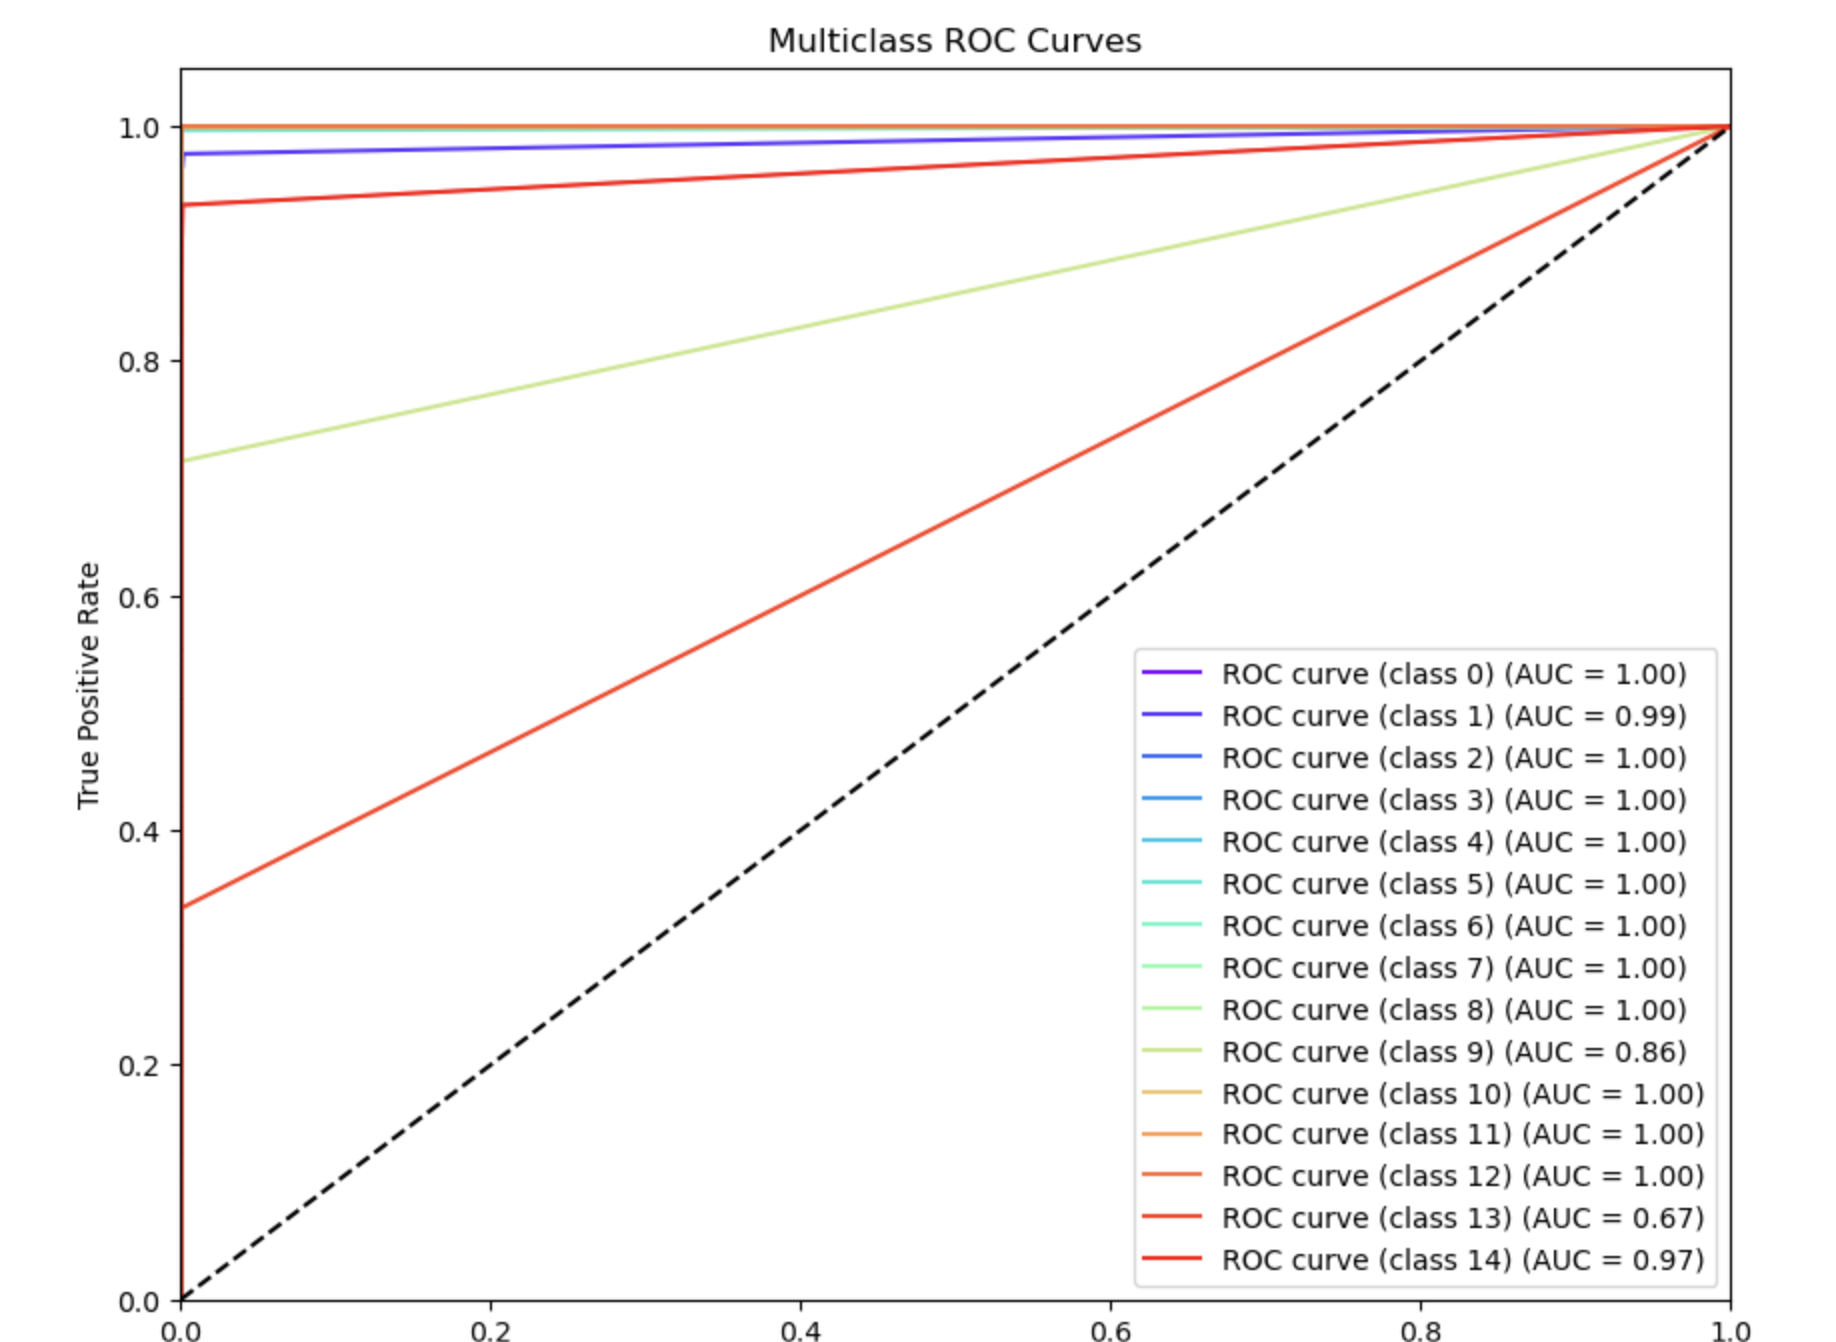 Multiclass ROC Curves
1.0
0.8
0.6
0.4
0.2
0.0
True Positive Rate
ROC curve (class 0) (AUC = 1.00)
ROC curve (class 1) (AUC = 0.99)
ROC curve (class 2) (AUC = 1.00)
ROC curve (class 3) (AUC = 1.00)
ROC curve (class 4) (AUC = 1.00)
ROC curve (class 5) (AUC = 1.00)
ROC curve (class 6) (AUC = 1.00)
ROC curve (class 7) (AUC = 1.00)
ROC curve (class 8) (AUC = 1.00)
ROC curve (class 9) (AUC = 0.86)
ROC curve (class 10) (AUC = 1.00)
ROC curve (class 11) (AUC = 1.00)
ROC curve (class 12) (AUC = 1.00)
ROC curve (class 13) (AUC = 0.67)
ROC curve (class 14) (AUC = 0.97)
0.0 0.2 0.4 0.6 0.8 1.0